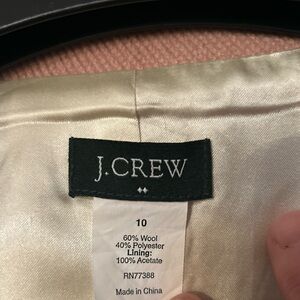 J.CREW
10
60% Wool
40% Polyester
Lining:
100% Acetate
RN77388
Made in China